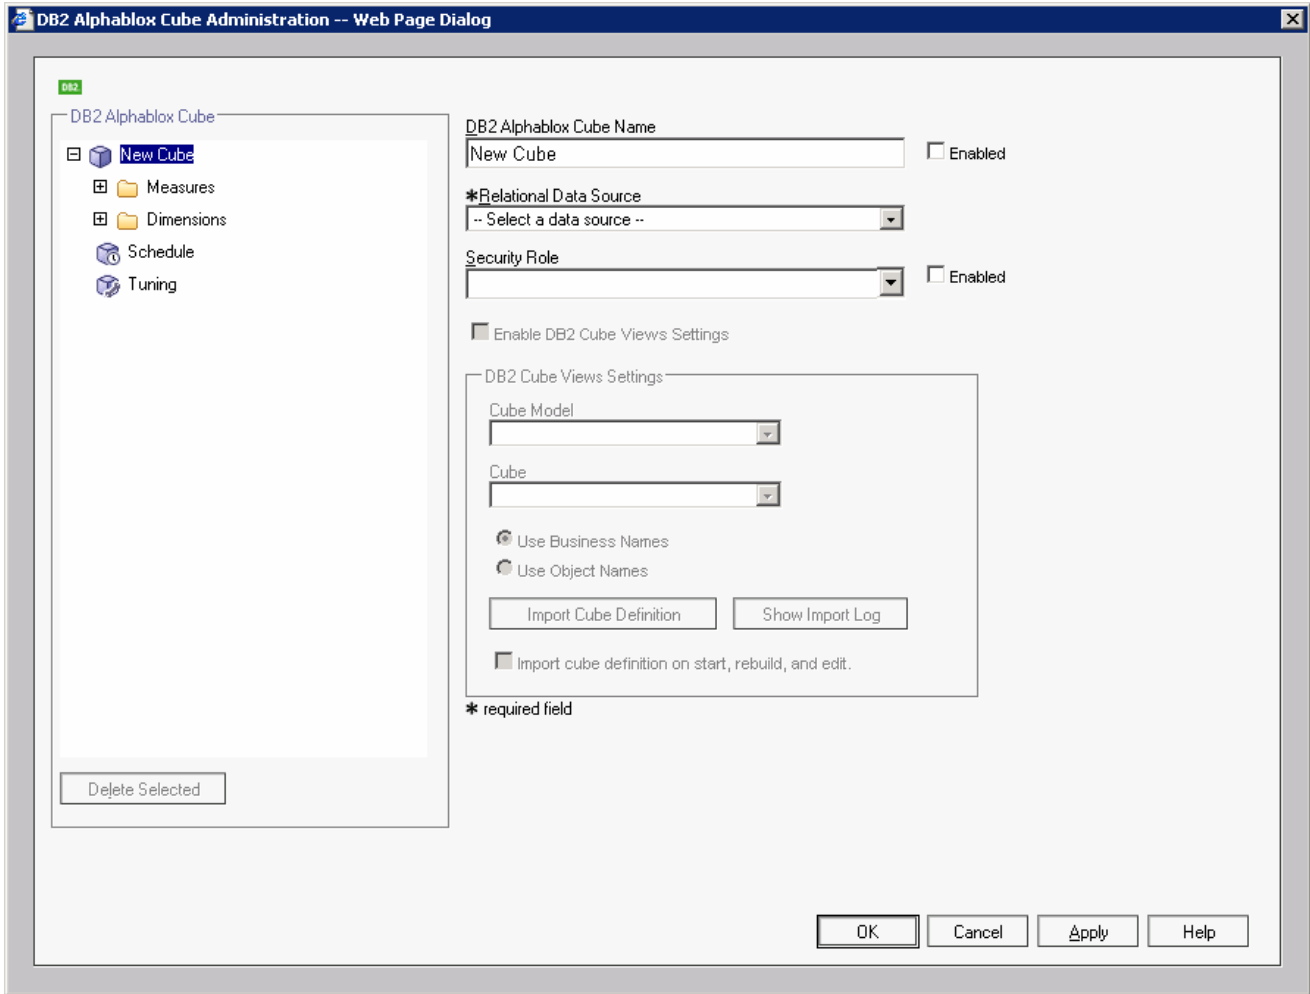 DB2 Alphablox Cube Administration -- Web Page Dialog
DB2
DB2 Alphablox Cube
New Cube
Measures
Dimensions
Schedule
Tuning
Delete Selected
DB2 Alphablox Cube Name
New Cube
Enabled
*Relational Data Source
-- Select a data source --
Security Role
Enabled
Enable DB2 Cube Views Settings
DB2 Cube Views Settings
Cube Model
Cube
Use Business Names
Use Object Names
Import Cube Definition Show Import Log
Import cube definition on start, rebuild, and edit.
* required field
OK Cancel Apply Help